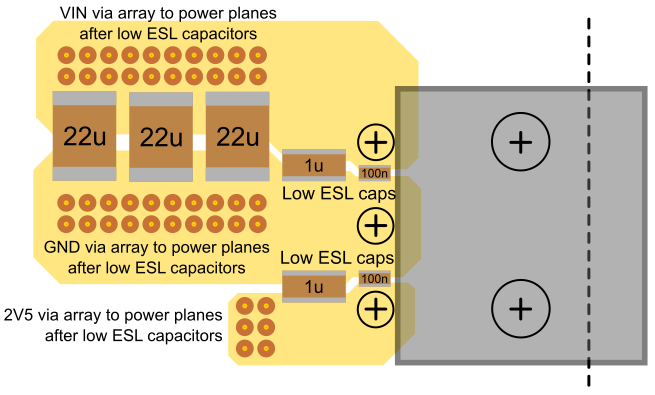 VIN via array to power planes
after low ESL capacitors
22u
22u
22u
1u
100n
Low ESL caps
GND via array to power planes
after low ESL capacitors
Low ESL caps
1u
100n
2V5 via array to power planes
after low ESL capacitors